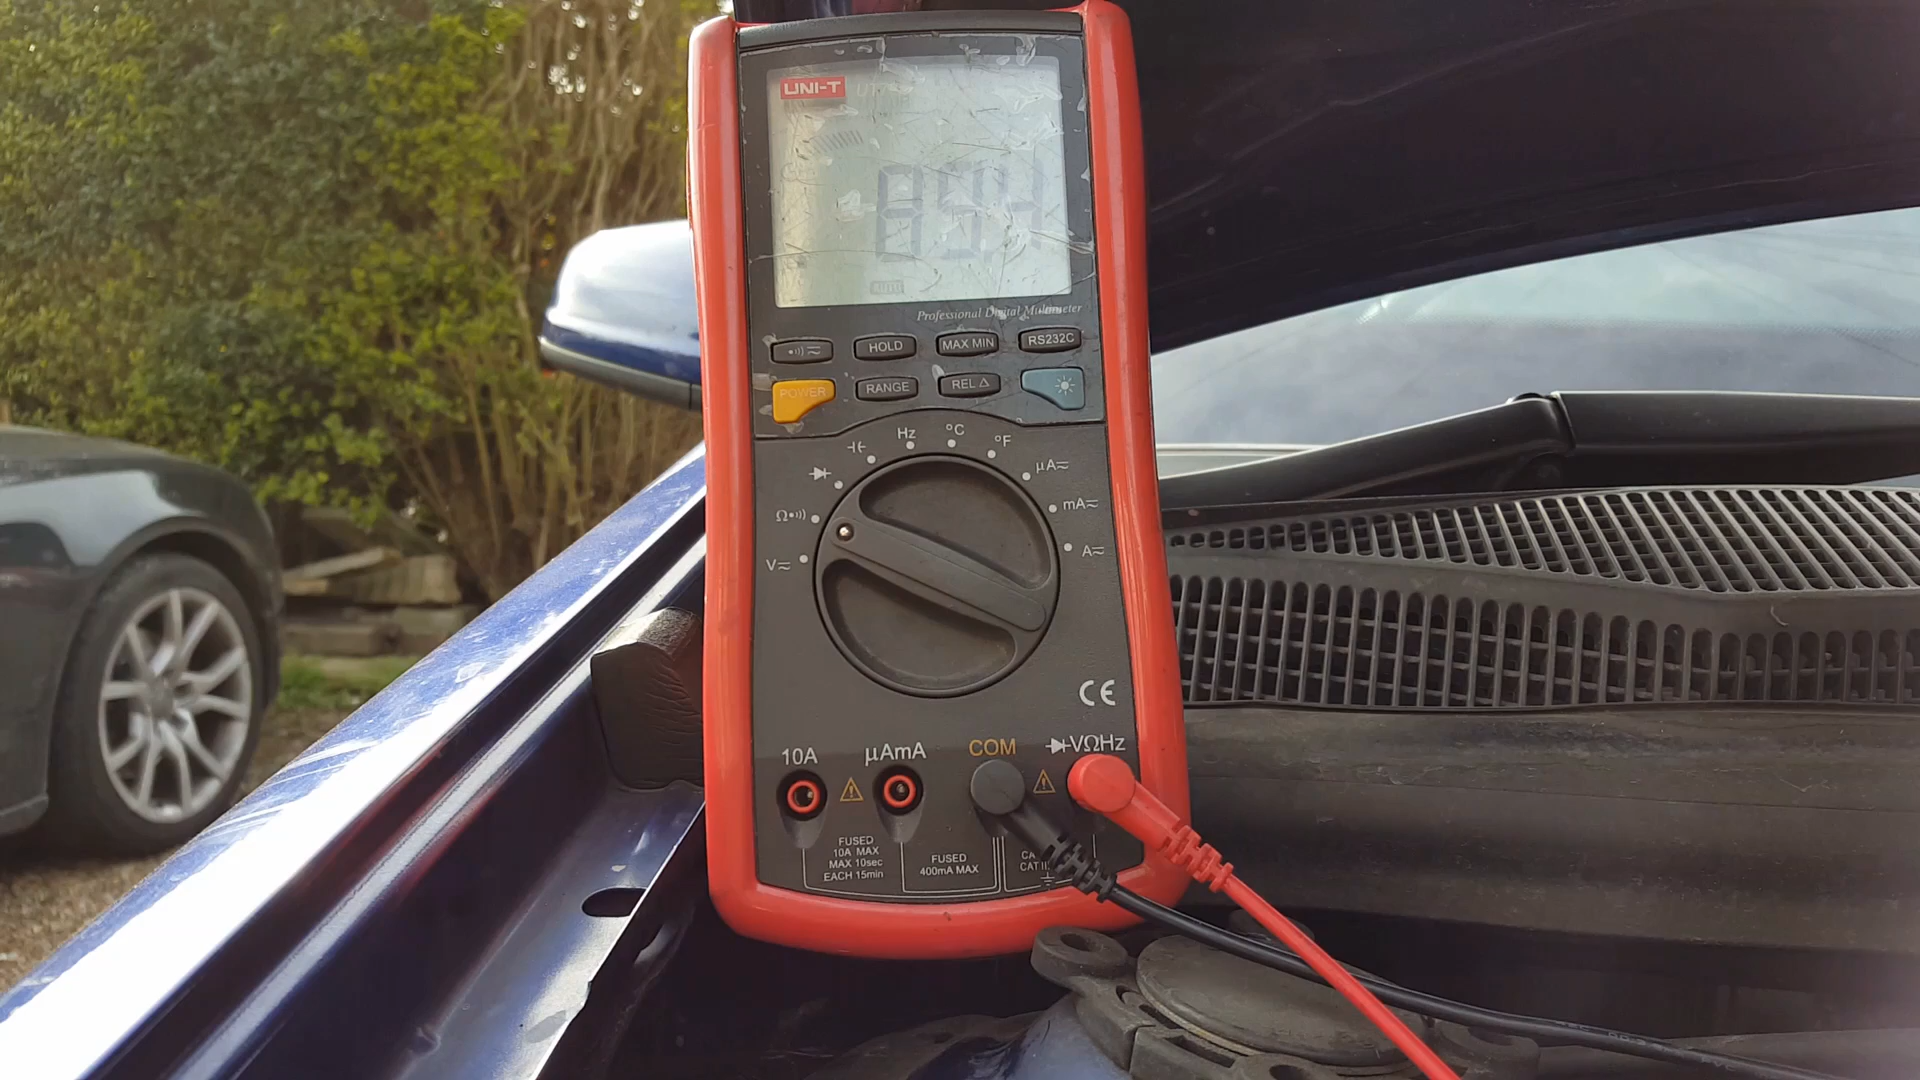 UNI-T
Professional Digital Multimeter
HOLD
MAX MIN
RS232C
POWER
RANGE
REL Δ
Hz
°C
°F
μA
mA
A
Ω
V
CE
10A
μAmA
COM
VΩHz
FUSED
10A MAX
MAX 10sec
EACH 15min
FUSED
400mA MAX